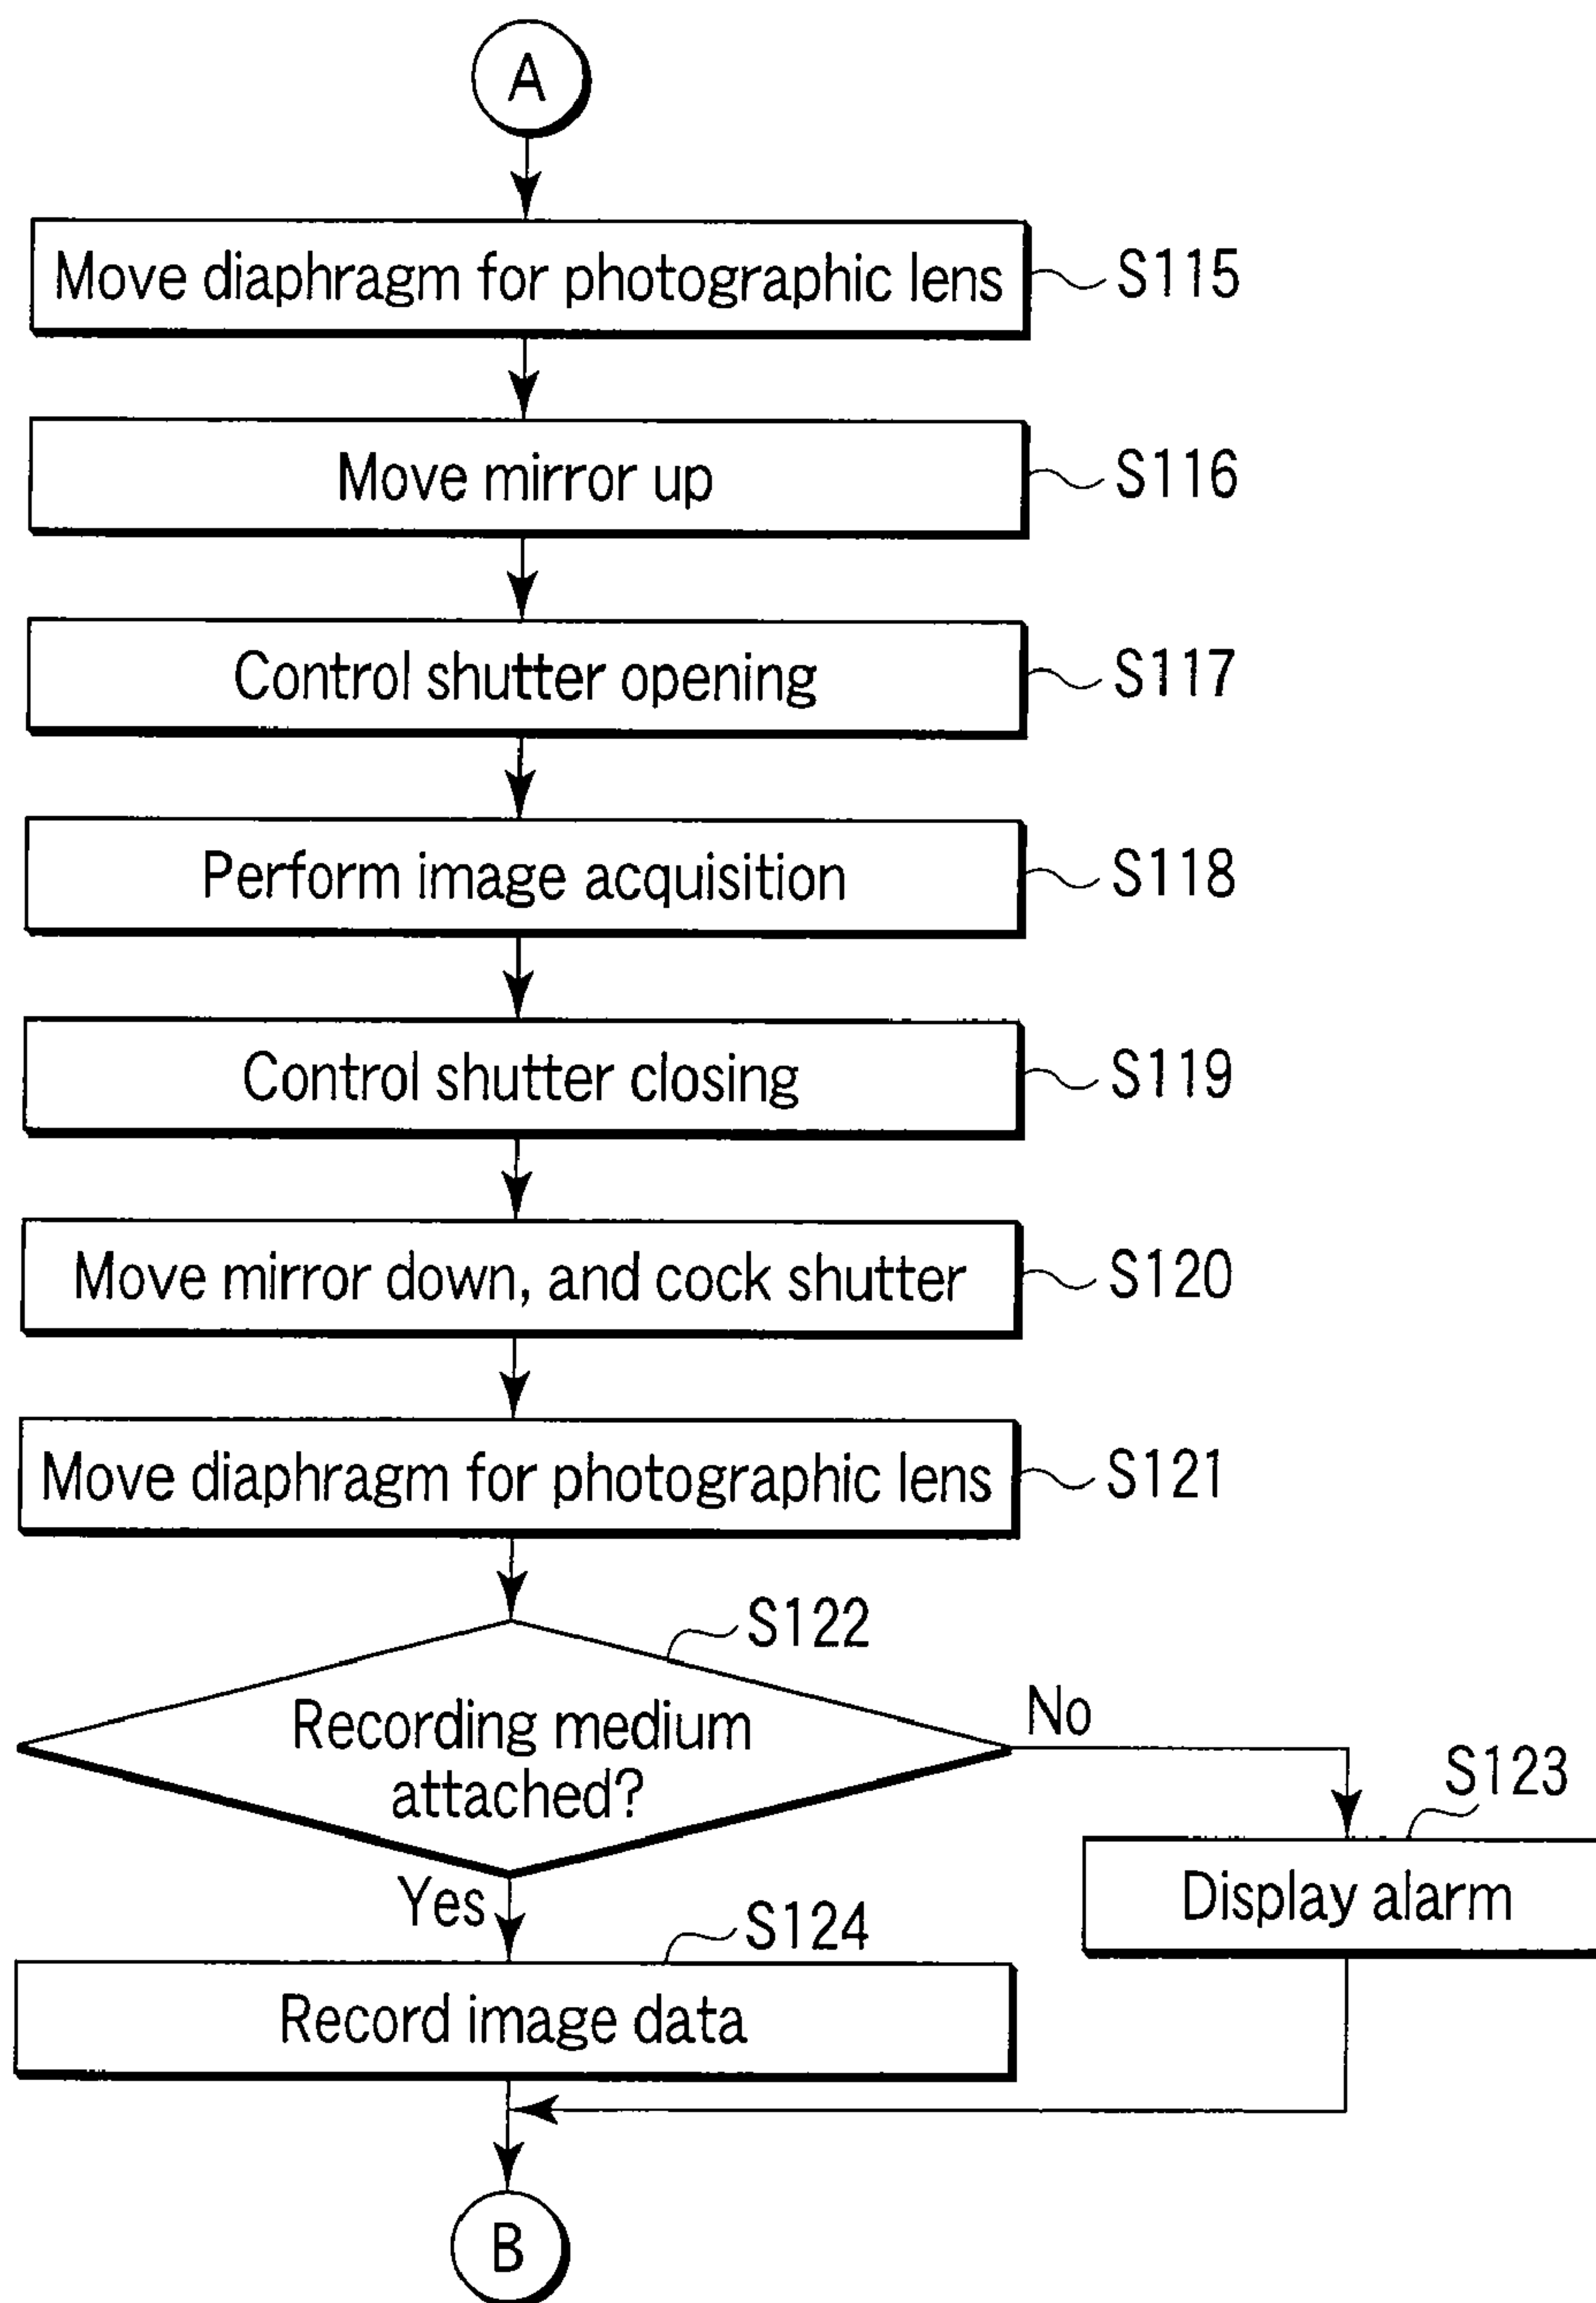 A
Move diaphragm for photographic lens S115
Move mirror up S116
Control shutter opening S117
Perform image acquisition S118
Control shutter closing S119
Move mirror down, and cock shutter S120
Move diaphragm for photographic lens S121
S122
Recording medium
attached?
No
S123
Display alarm
Yes
S124
Record image data
B